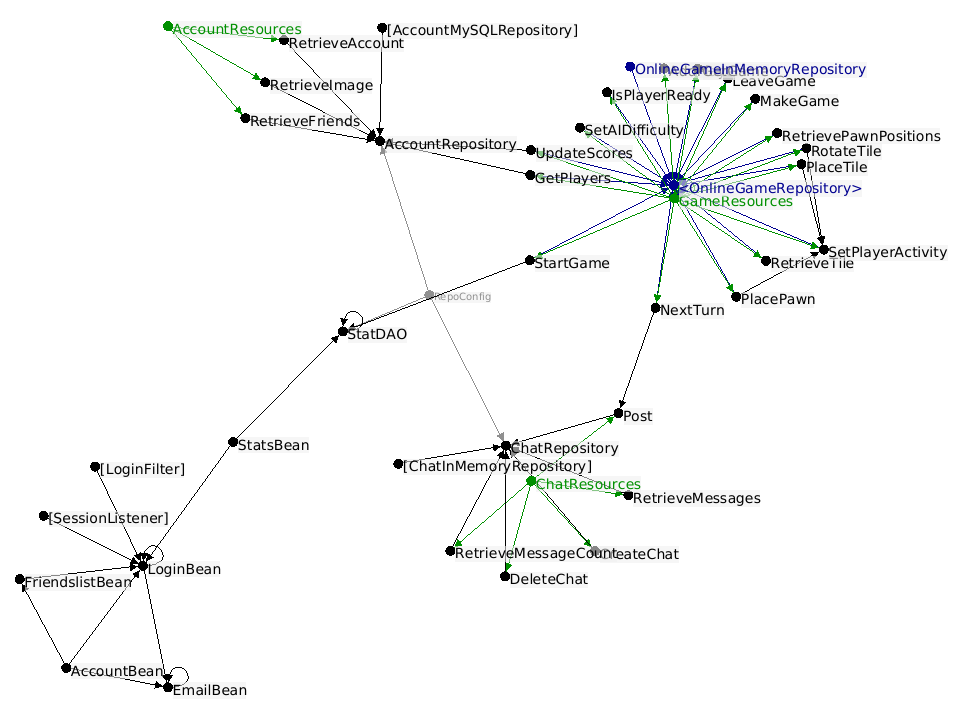 AccountResources
[AccountMySQLRepository]
RetrieveAccount
OnlineGameInMemoryRepository
LeaveGame
RetrieveImage
IsPlayerReady
MakeGame
RetrieveFriends
SetAIDifficulty
RetrievePawnPositions
AccountRepository
UpdateScores
RotateTile
PlaceTile
GetPlayers
<OnlineGameRepository>
GameResources
SetPlayerActivity
StartGame
RetrieveTile
RepoConfig
PlacePawn
NextTurn
StatDAO
Post
StatsBean
ChatRepository
[LoginFilter]
[ChatInMemoryRepository]
ChatResources
RetrieveMessages
[SessionListener]
RetrieveMessageCount
CreateChat
LoginBean
FriendslistBean
DeleteChat
AccountBean
EmailBean